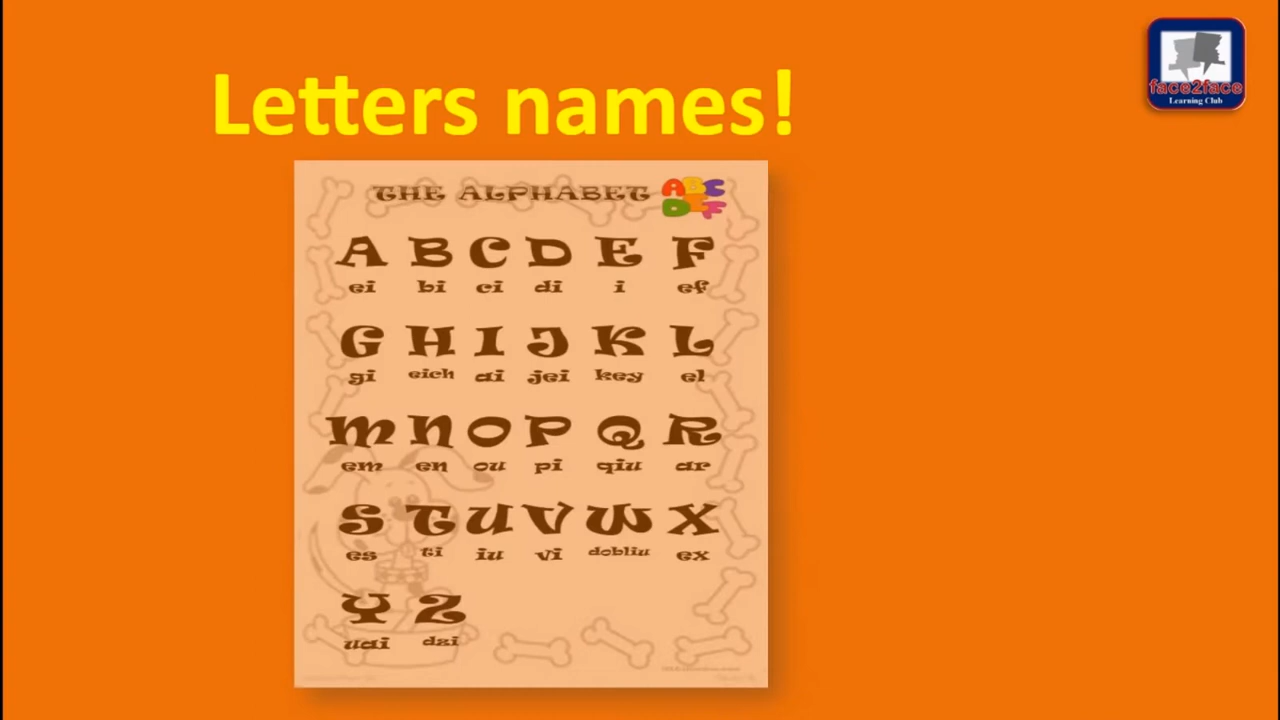 Letters names!
face2face
Learning Club
THE ALPHABET ABC
DEF
A B C D E F
ei bi ci di i ef
G H I J K L
gi eich ai jei key el
M N O P Q R
em en ou pi qiu ar
S T U V W X
es ti iu vi dobliu ex
Y Z
uai dzi